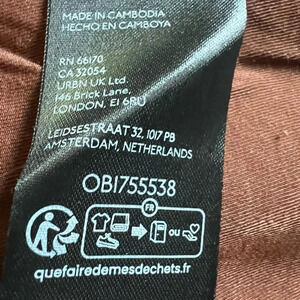 MADE IN CAMBODIA
HECHO EN CAMBOYA
RN 66170
CA 32054
URBN UK Ltd.
146 Brick Lane,
LONDON, E1 6RU
LEIDSESTRAAT 32, 1017 PB
AMSTERDAM, NETHERLANDS
OB1755538
FR
OU
quefairedemesdechets.fr